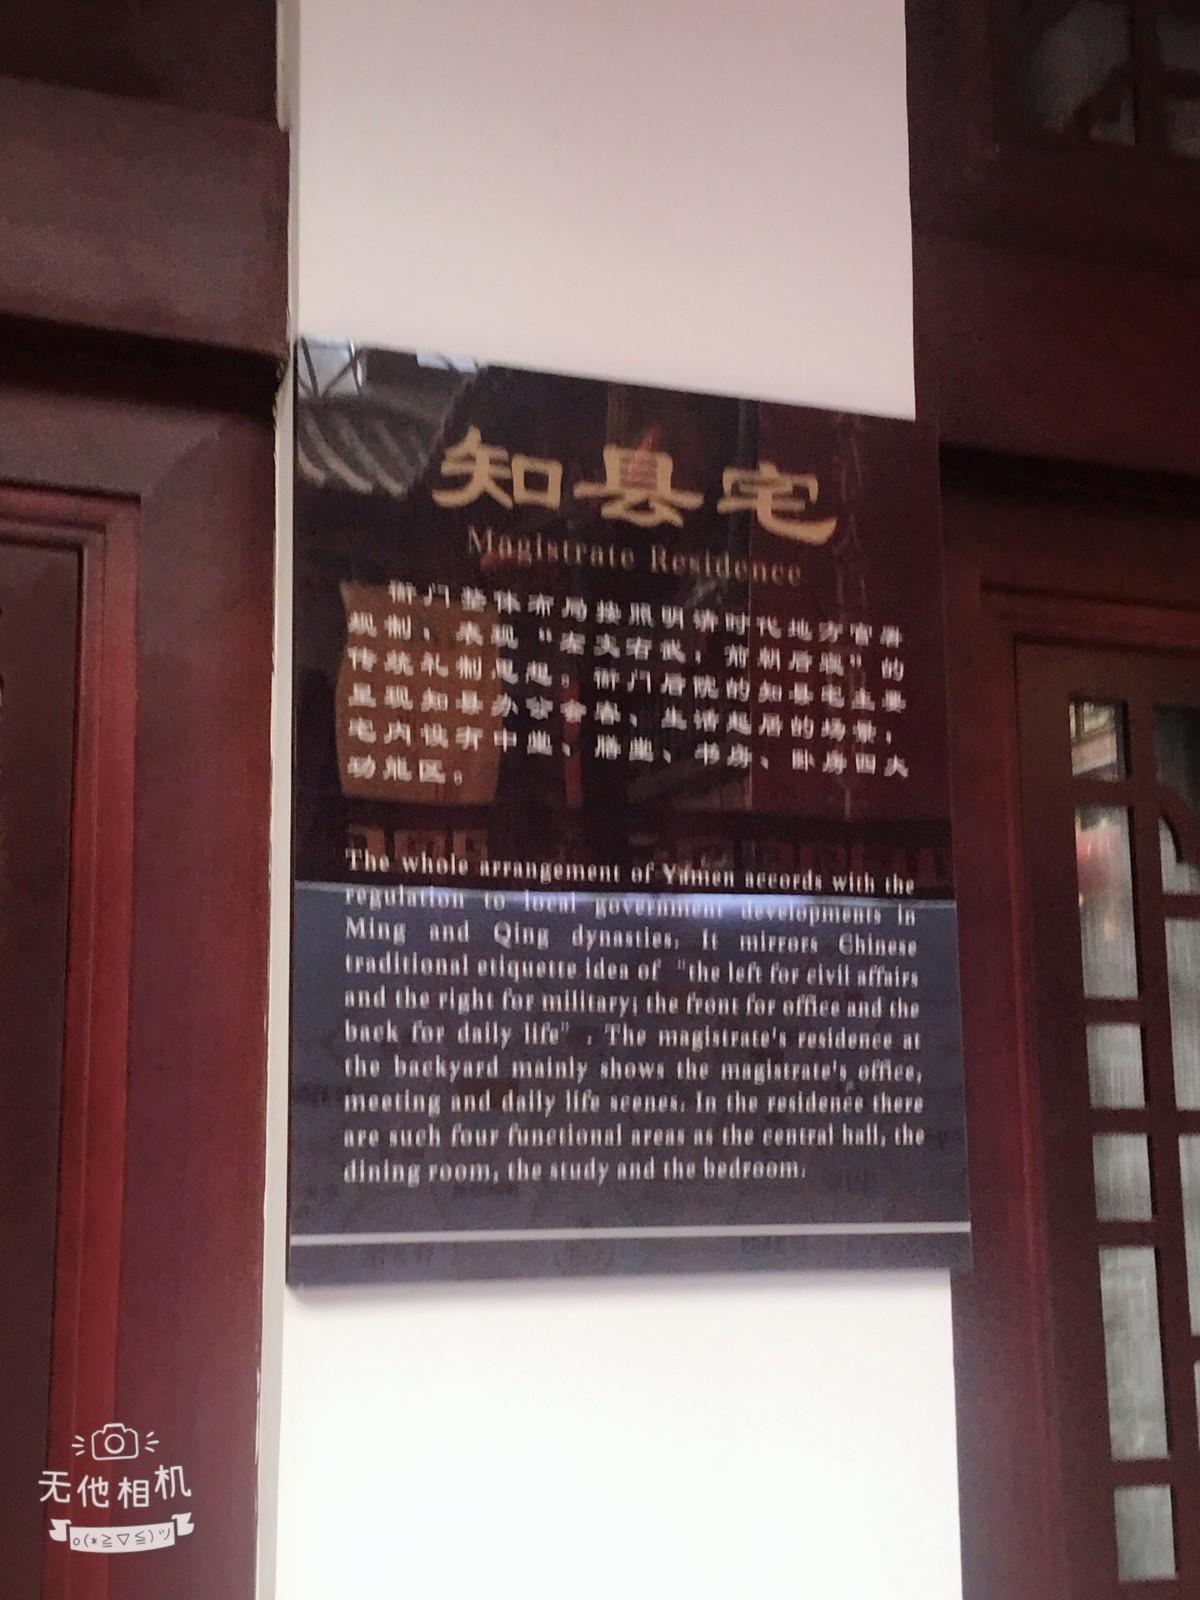 知县宅
Magistrate Residence
衙门整体布局按照明清时代地方官署
规制，表现“左文右武，前朝后寝”的
传统礼制思想。衙门后院的知县宅主要
呈现知县办公会客、生活起居的场景，
宅内设有中堂、膳堂、书房、卧房四大
功能区。
The whole arrangement of Yamen accords with the
regulation to local government developments in
Ming and Qing dynasties. It mirrors Chinese
traditional etiquette idea of "the left for civil affairs
and the right for military; the front for office and the
back for daily life" . The magistrate's residence at
the backyard mainly shows the magistrate's office,
meeting and daily life scenes. In the residence there
are such four functional areas as the central hall, the
dining room, the study and the bedroom.
无他相机
o(*≧▽≦)ツ